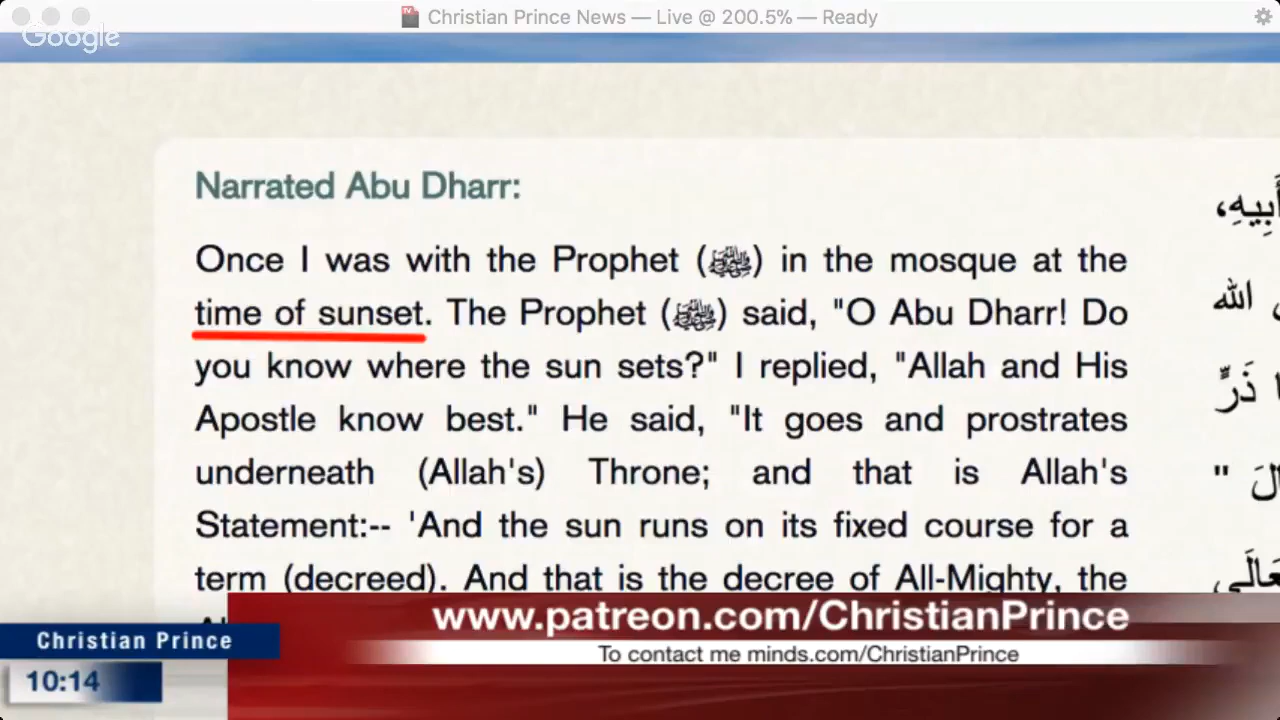 Christian Prince News — Live @ 200.5% — Ready
Google
Narrated Abu Dharr:
Once I was with the Prophet (ﷺ) in the mosque at the
time of sunset. The Prophet (ﷺ) said, "O Abu Dharr! Do
you know where the sun sets?" I replied, "Allah and His
Apostle know best." He said, "It goes and prostrates
underneath (Allah's) Throne; and that is Allah's
Statement:-- 'And the sun runs on its fixed course for a
term (decreed). And that is the decree of All-Mighty, the
أَبِيهِ،
الله
ذَرٍّ
www.patreon.com/ChristianPrince
To contact me minds.com/ChristianPrince
Christian Prince
10:14